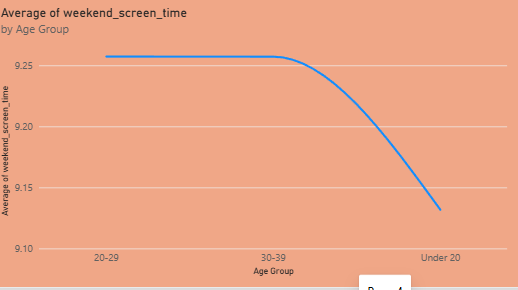 Average of weekend_screen_time
by Age Group
Average of weekend_screen_time
9.25
9.20
9.15
9.10
20-29
30-39
Under 20
Age Group